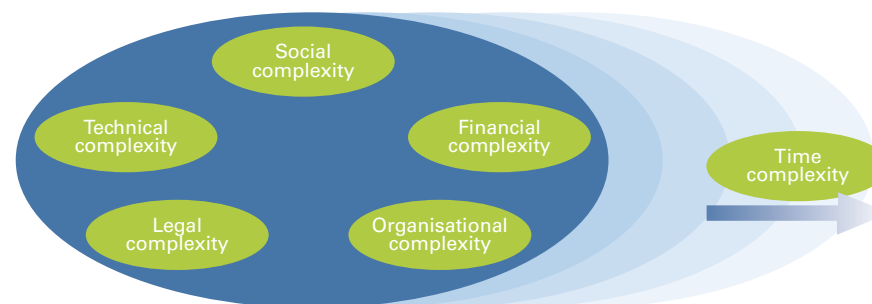 Social
complexity
Technical
complexity
Financial
complexity
Time
complexity
Legal
complexity
Organisational
complexity